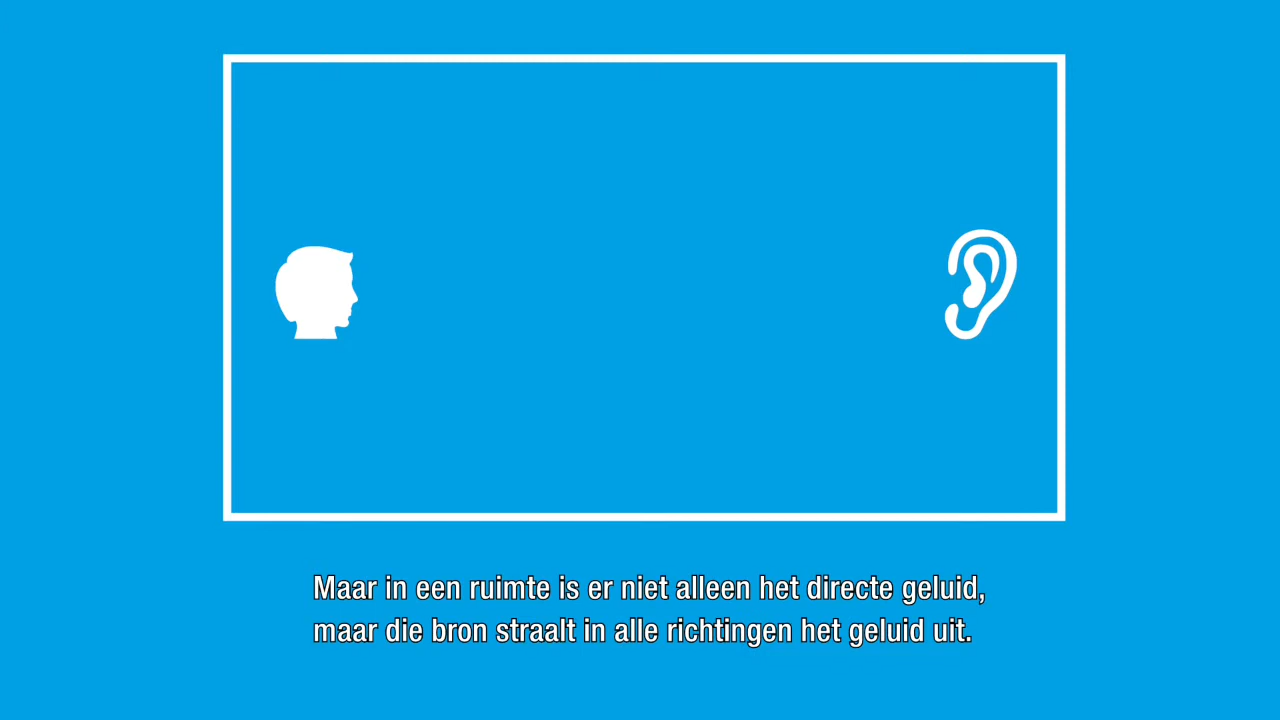 Maar in een ruimte is er niet alleen het directe geluid,
maar die bron straalt in alle richtingen het geluid uit.